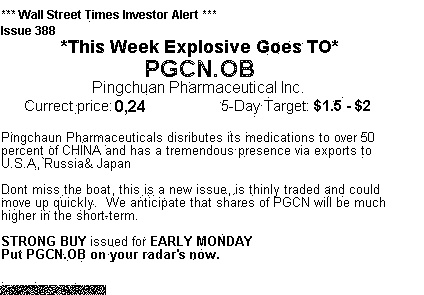 *** Wall Street Times Investor Alert ***
Issue 388
*This Week Explosive Goes TO*
PGCN.OB
Pingchuan Pharmaceutical Inc.
Currect price: 0,24 5-Day Target: $1.5 - $2
Pingchaun Pharmaceuticals disributes its medications to over 50
percent of CHINA and has a tremendous presence via exports to
U.S.A, Russia& Japan
Dont miss the boat, this is a new issue, is thinly traded and could
move up quickly. We anticipate that shares of PGCN will be much
higher in the short-term.
STRONG BUY issued for EARLY MONDAY
Put PGCN.OB on your radar's now.